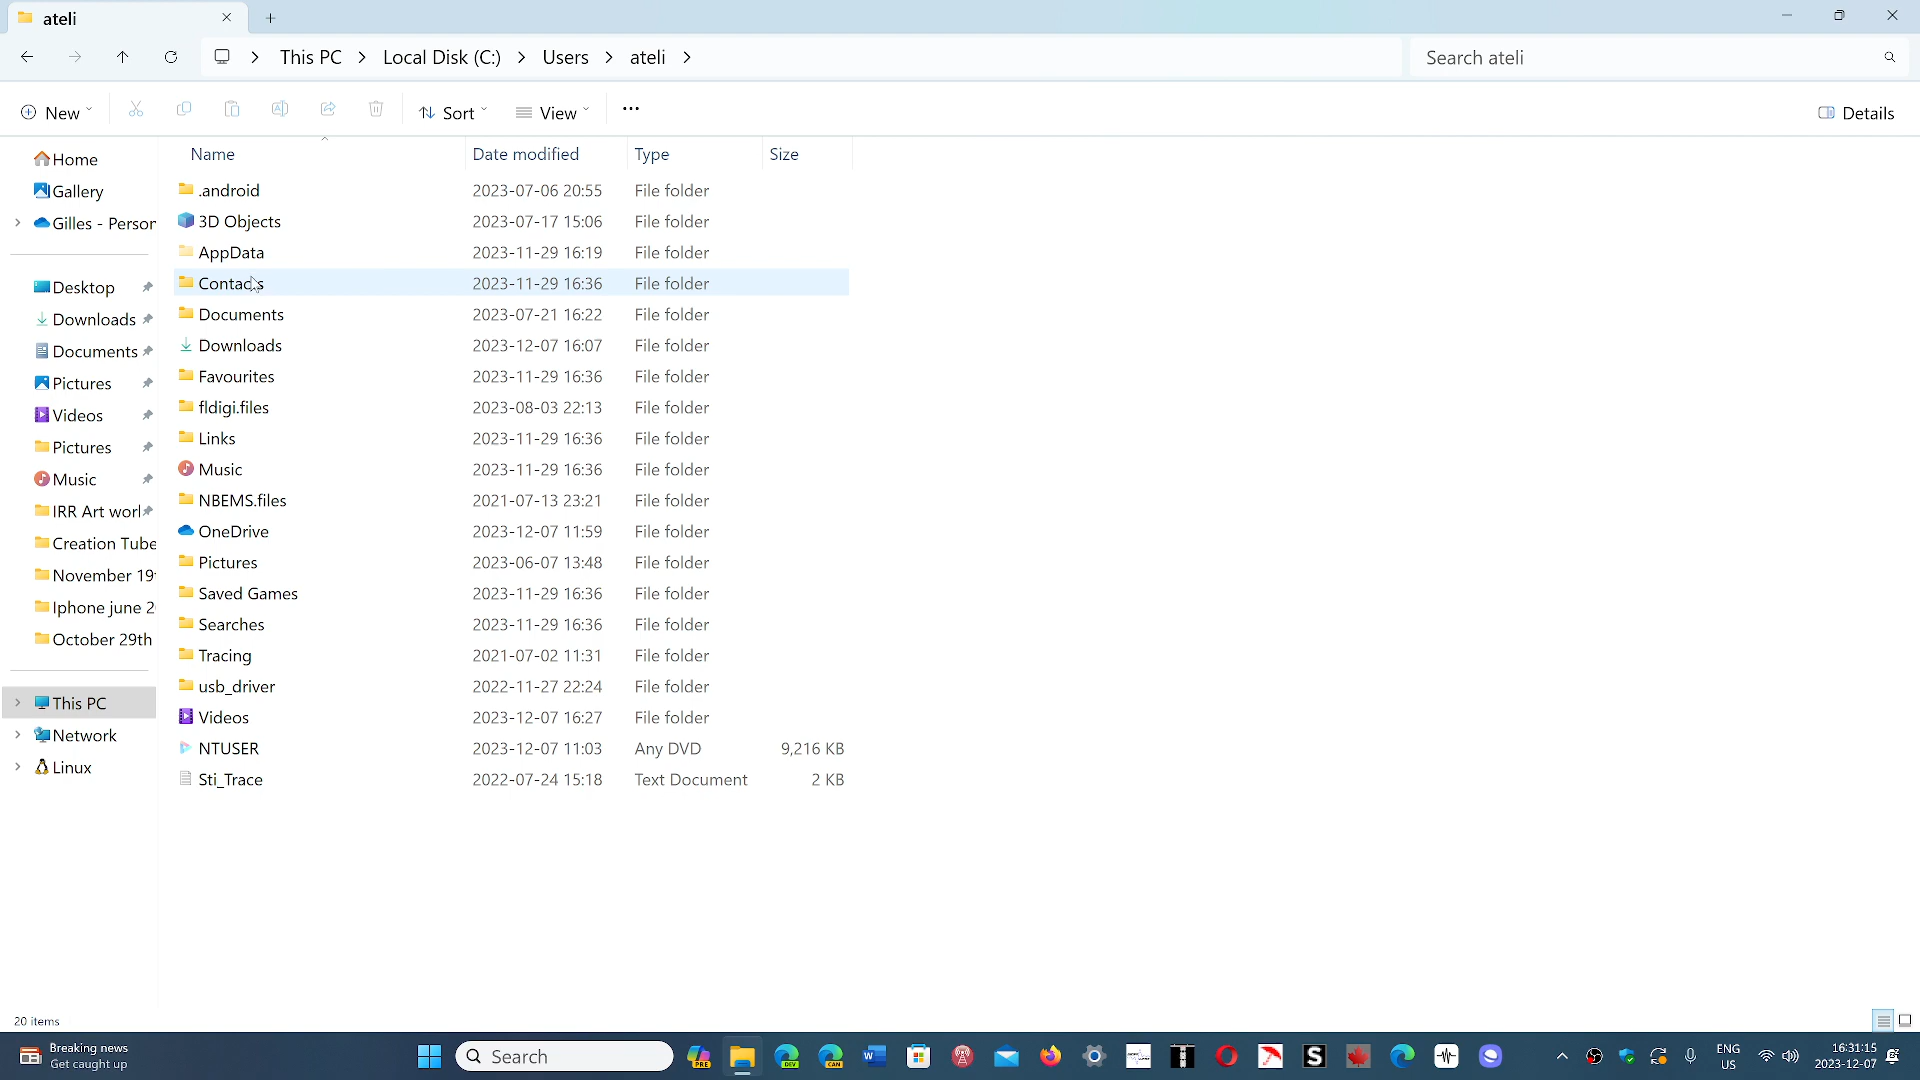 ateli
This PC > Local Disk (C:) > Users > ateli >
Search ateli
New
Sort
View
Details
Home
Gallery
Gilles - Person
Desktop
Downloads
Documents
Pictures
Videos
Pictures
Music
IRR Art worl
Creation Tube
November 19
Iphone june 2
October 29th
This PC
Network
Linux
Name Date modified Type Size
.android 2023-07-06 20:55 File folder
3D Objects 2023-07-17 15:06 File folder
AppData 2023-11-29 16:19 File folder
Contacts 2023-11-29 16:36 File folder
Documents 2023-07-21 16:22 File folder
Downloads 2023-12-07 16:07 File folder
Favourites 2023-11-29 16:36 File folder
fldigi.files 2023-08-03 22:13 File folder
Links 2023-11-29 16:36 File folder
Music 2023-11-29 16:36 File folder
NBEMS.files 2021-07-13 23:21 File folder
OneDrive 2023-12-07 11:59 File folder
Pictures 2023-06-07 13:48 File folder
Saved Games 2023-11-29 16:36 File folder
Searches 2023-11-29 16:36 File folder
Tracing 2021-07-02 11:31 File folder
usb_driver 2022-11-27 22:24 File folder
Videos 2023-12-07 16:27 File folder
NTUSER 2023-12-07 11:03 Any DVD 9,216 KB
Sti_Trace 2022-07-24 15:18 Text Document 2 KB
20 items
Breaking news
Get caught up
Search
PRE
DEV
CAN
ENG
US
16:31:15
2023-12-07